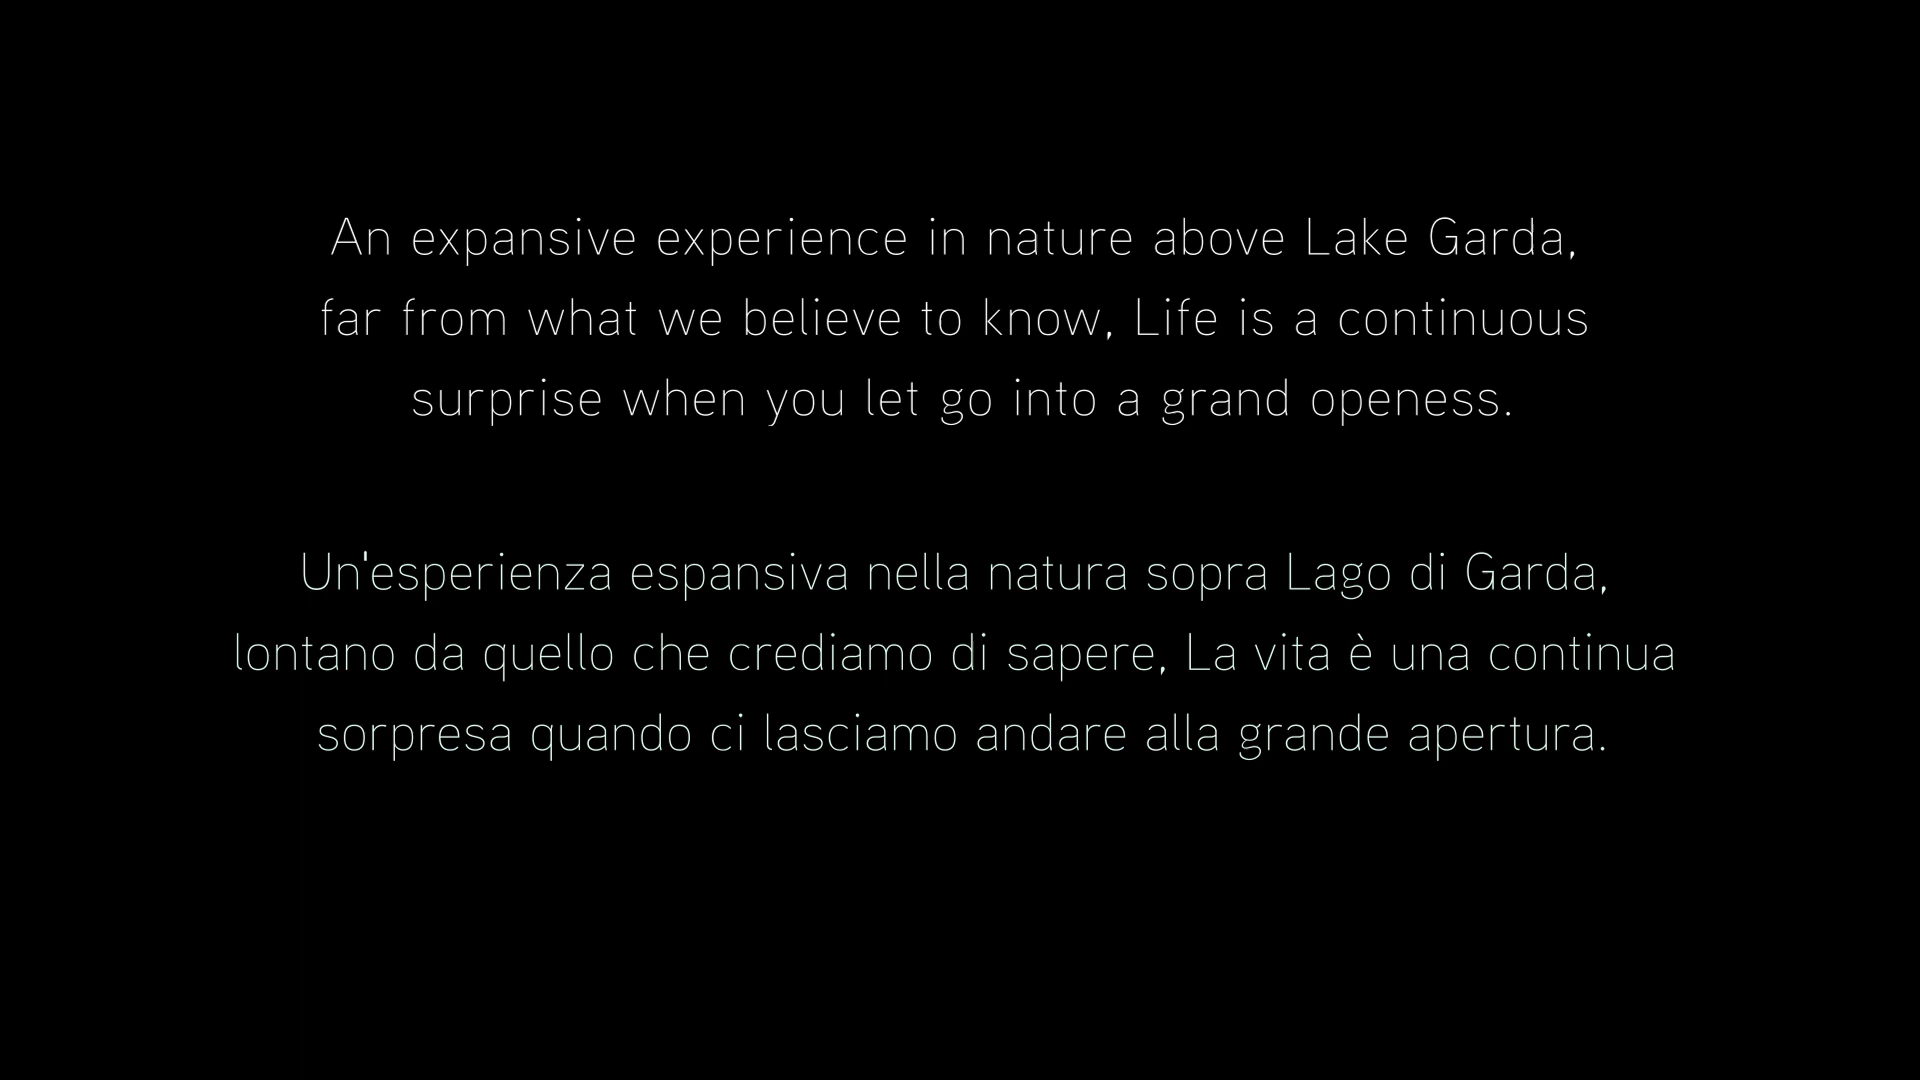 An expansive experience in nature above Lake Garda,
far from what we believe to know, Life is a continuous
surprise when you let go into a grand openess.
Un'esperienza espansiva nella natura sopra Lago di Garda,
lontano da quello che crediamo di sapere, La vita è una continua
sorpresa quando ci lasciamo andare alla grande apertura.